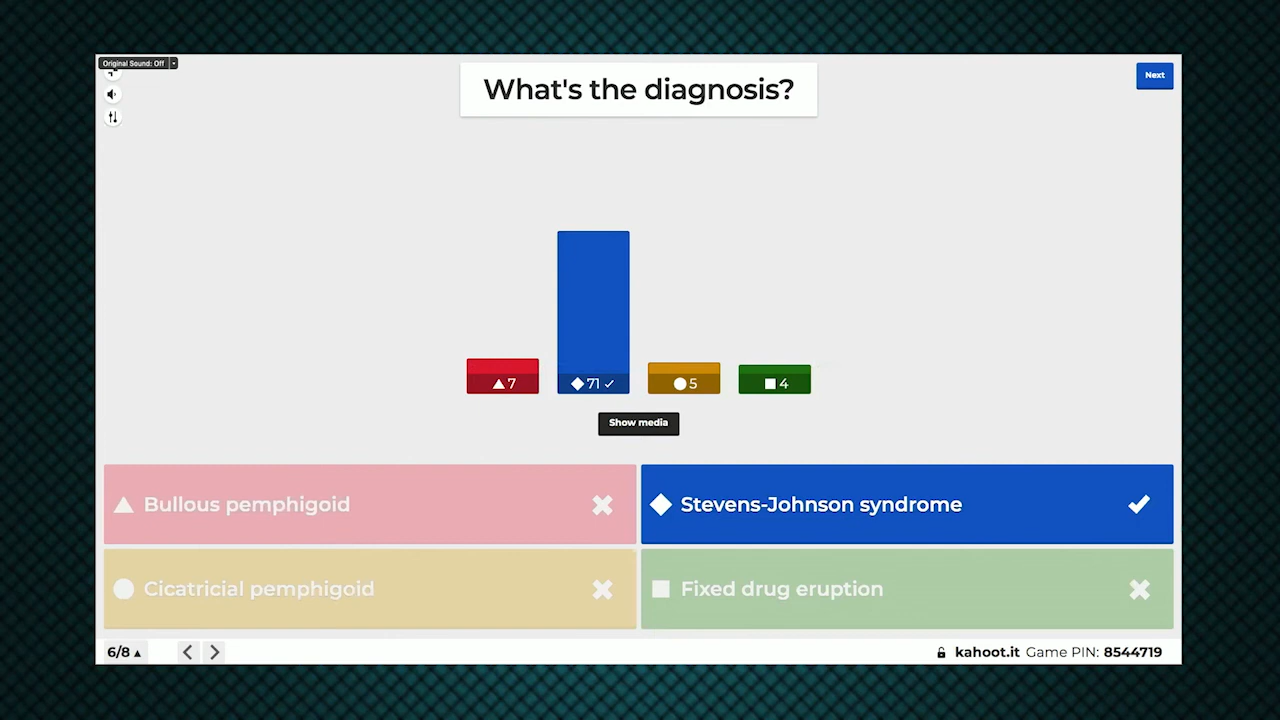 Original Sound: Off
What's the diagnosis?
Next
7
71
5
4
Show media
Bullous pemphigoid
Stevens-Johnson syndrome
Cicatricial pemphigoid
Fixed drug eruption
6/8
kahoot.it Game PIN: 8544719